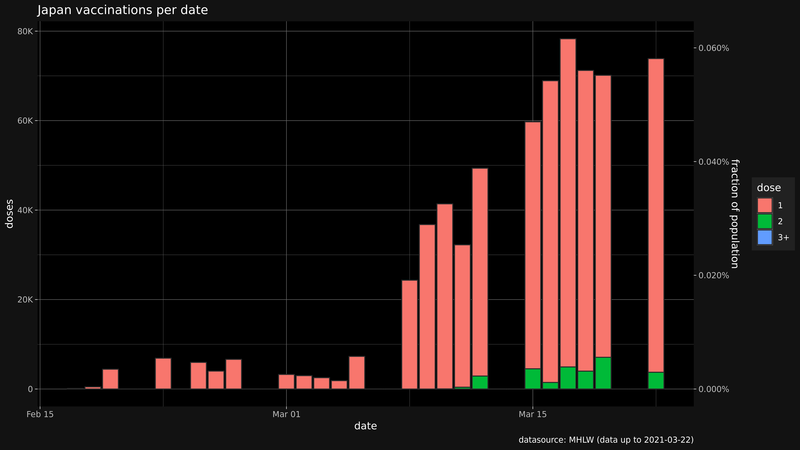 Japan vaccinations per date
80K
60K
40K
20K
0
doses
0.060%
0.040%
0.020%
0.000%
fraction of population
Feb 15
Mar 01
Mar 15
date
dose
1
2
3+
datasource: MHLW (data up to 2021-03-22)